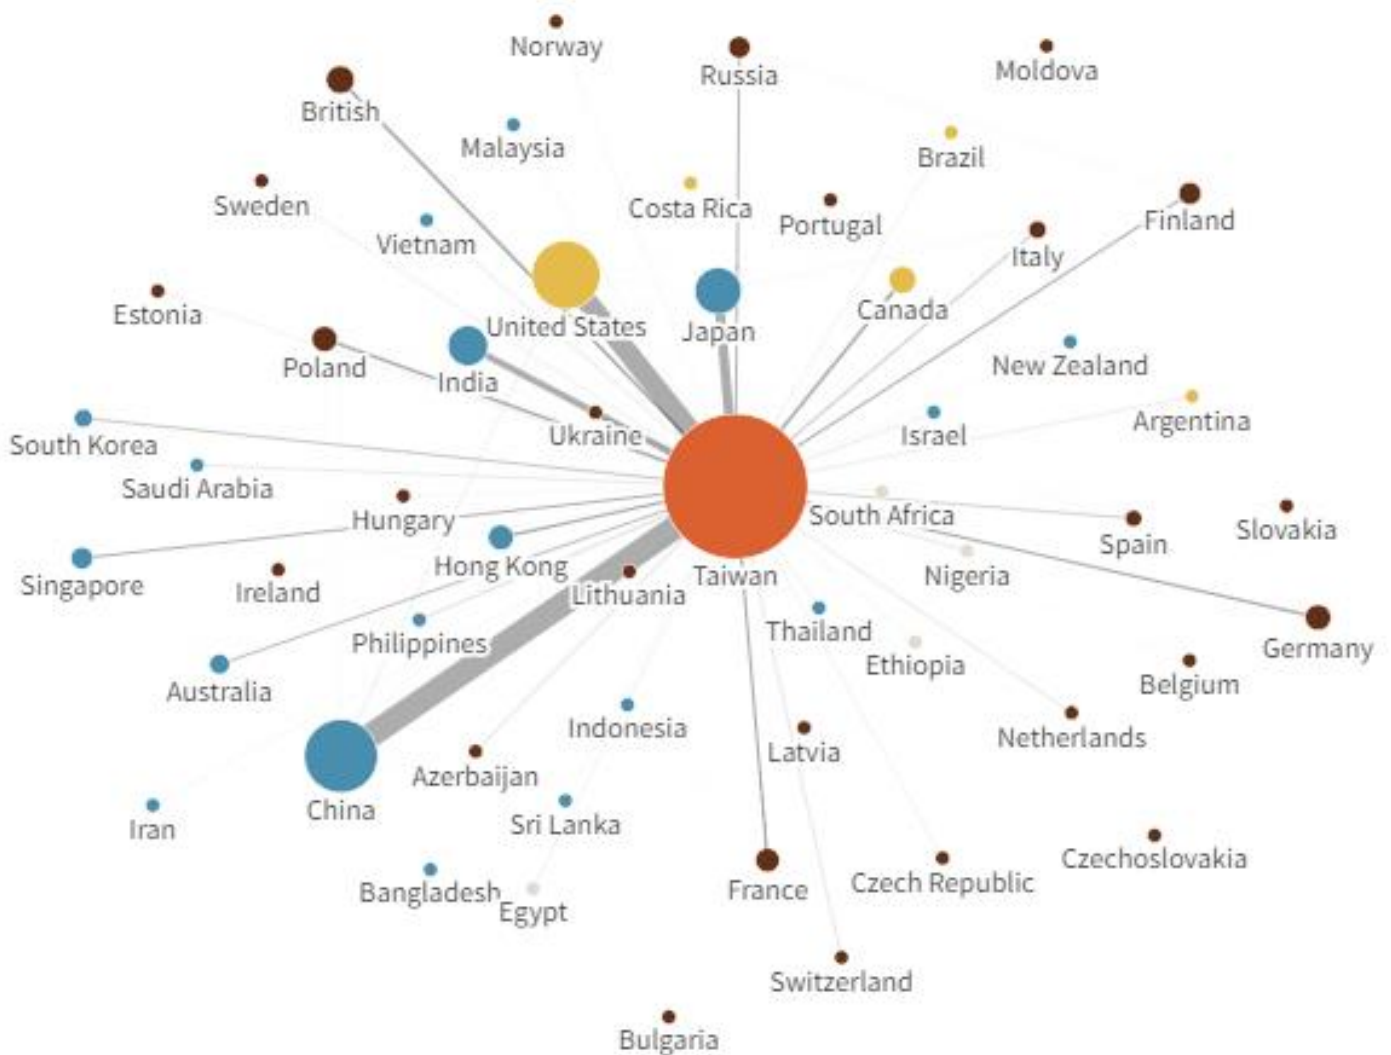 Norway
Russia
Moldova
British
Malaysia
Brazil
Sweden
Costa Rica
Portugal
Finland
Vietnam
Italy
Estonia
United States
Japan
Canada
Poland
India
New Zealand
South Korea
Ukraine
Israel
Argentina
Saudi Arabia
Hungary
South Africa
Slovakia
Singapore
Ireland
Hong Kong
Lithuania
Taiwan
Nigeria
Spain
Philippines
Thailand
Ethiopia
Germany
Australia
Belgium
Indonesia
Netherlands
China
Azerbaijan
Latvia
Iran
Sri Lanka
Czechoslovakia
Bangladesh
Egypt
France
Czech Republic
Switzerland
Bulgaria